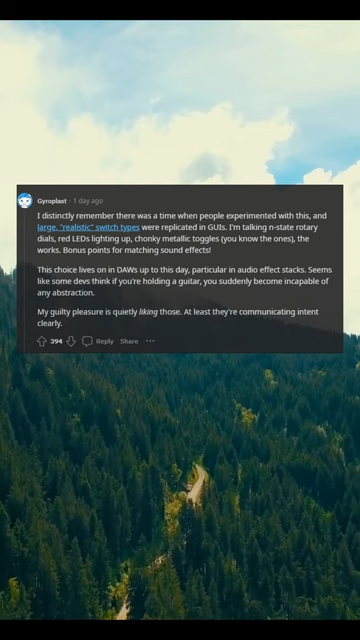 Gyroplast · 1 day ago
I distinctly remember there was a time when people experimented with this, and
large, "realistic" switch types were replicated in GUIs. I'm talking n-state rotary
dials, red LEDs lighting up, chonky metallic toggles (you know the ones), the
works. Bonus points for matching sound effects!
This choice lives on in DAWs up to this day, particular in audio effect stacks. Seems
like some devs think if you're holding a guitar, you suddenly become incapable of
any abstraction.
My guilty pleasure is quietly liking those. At least they're communicating intent
clearly.
394 Reply Share ···